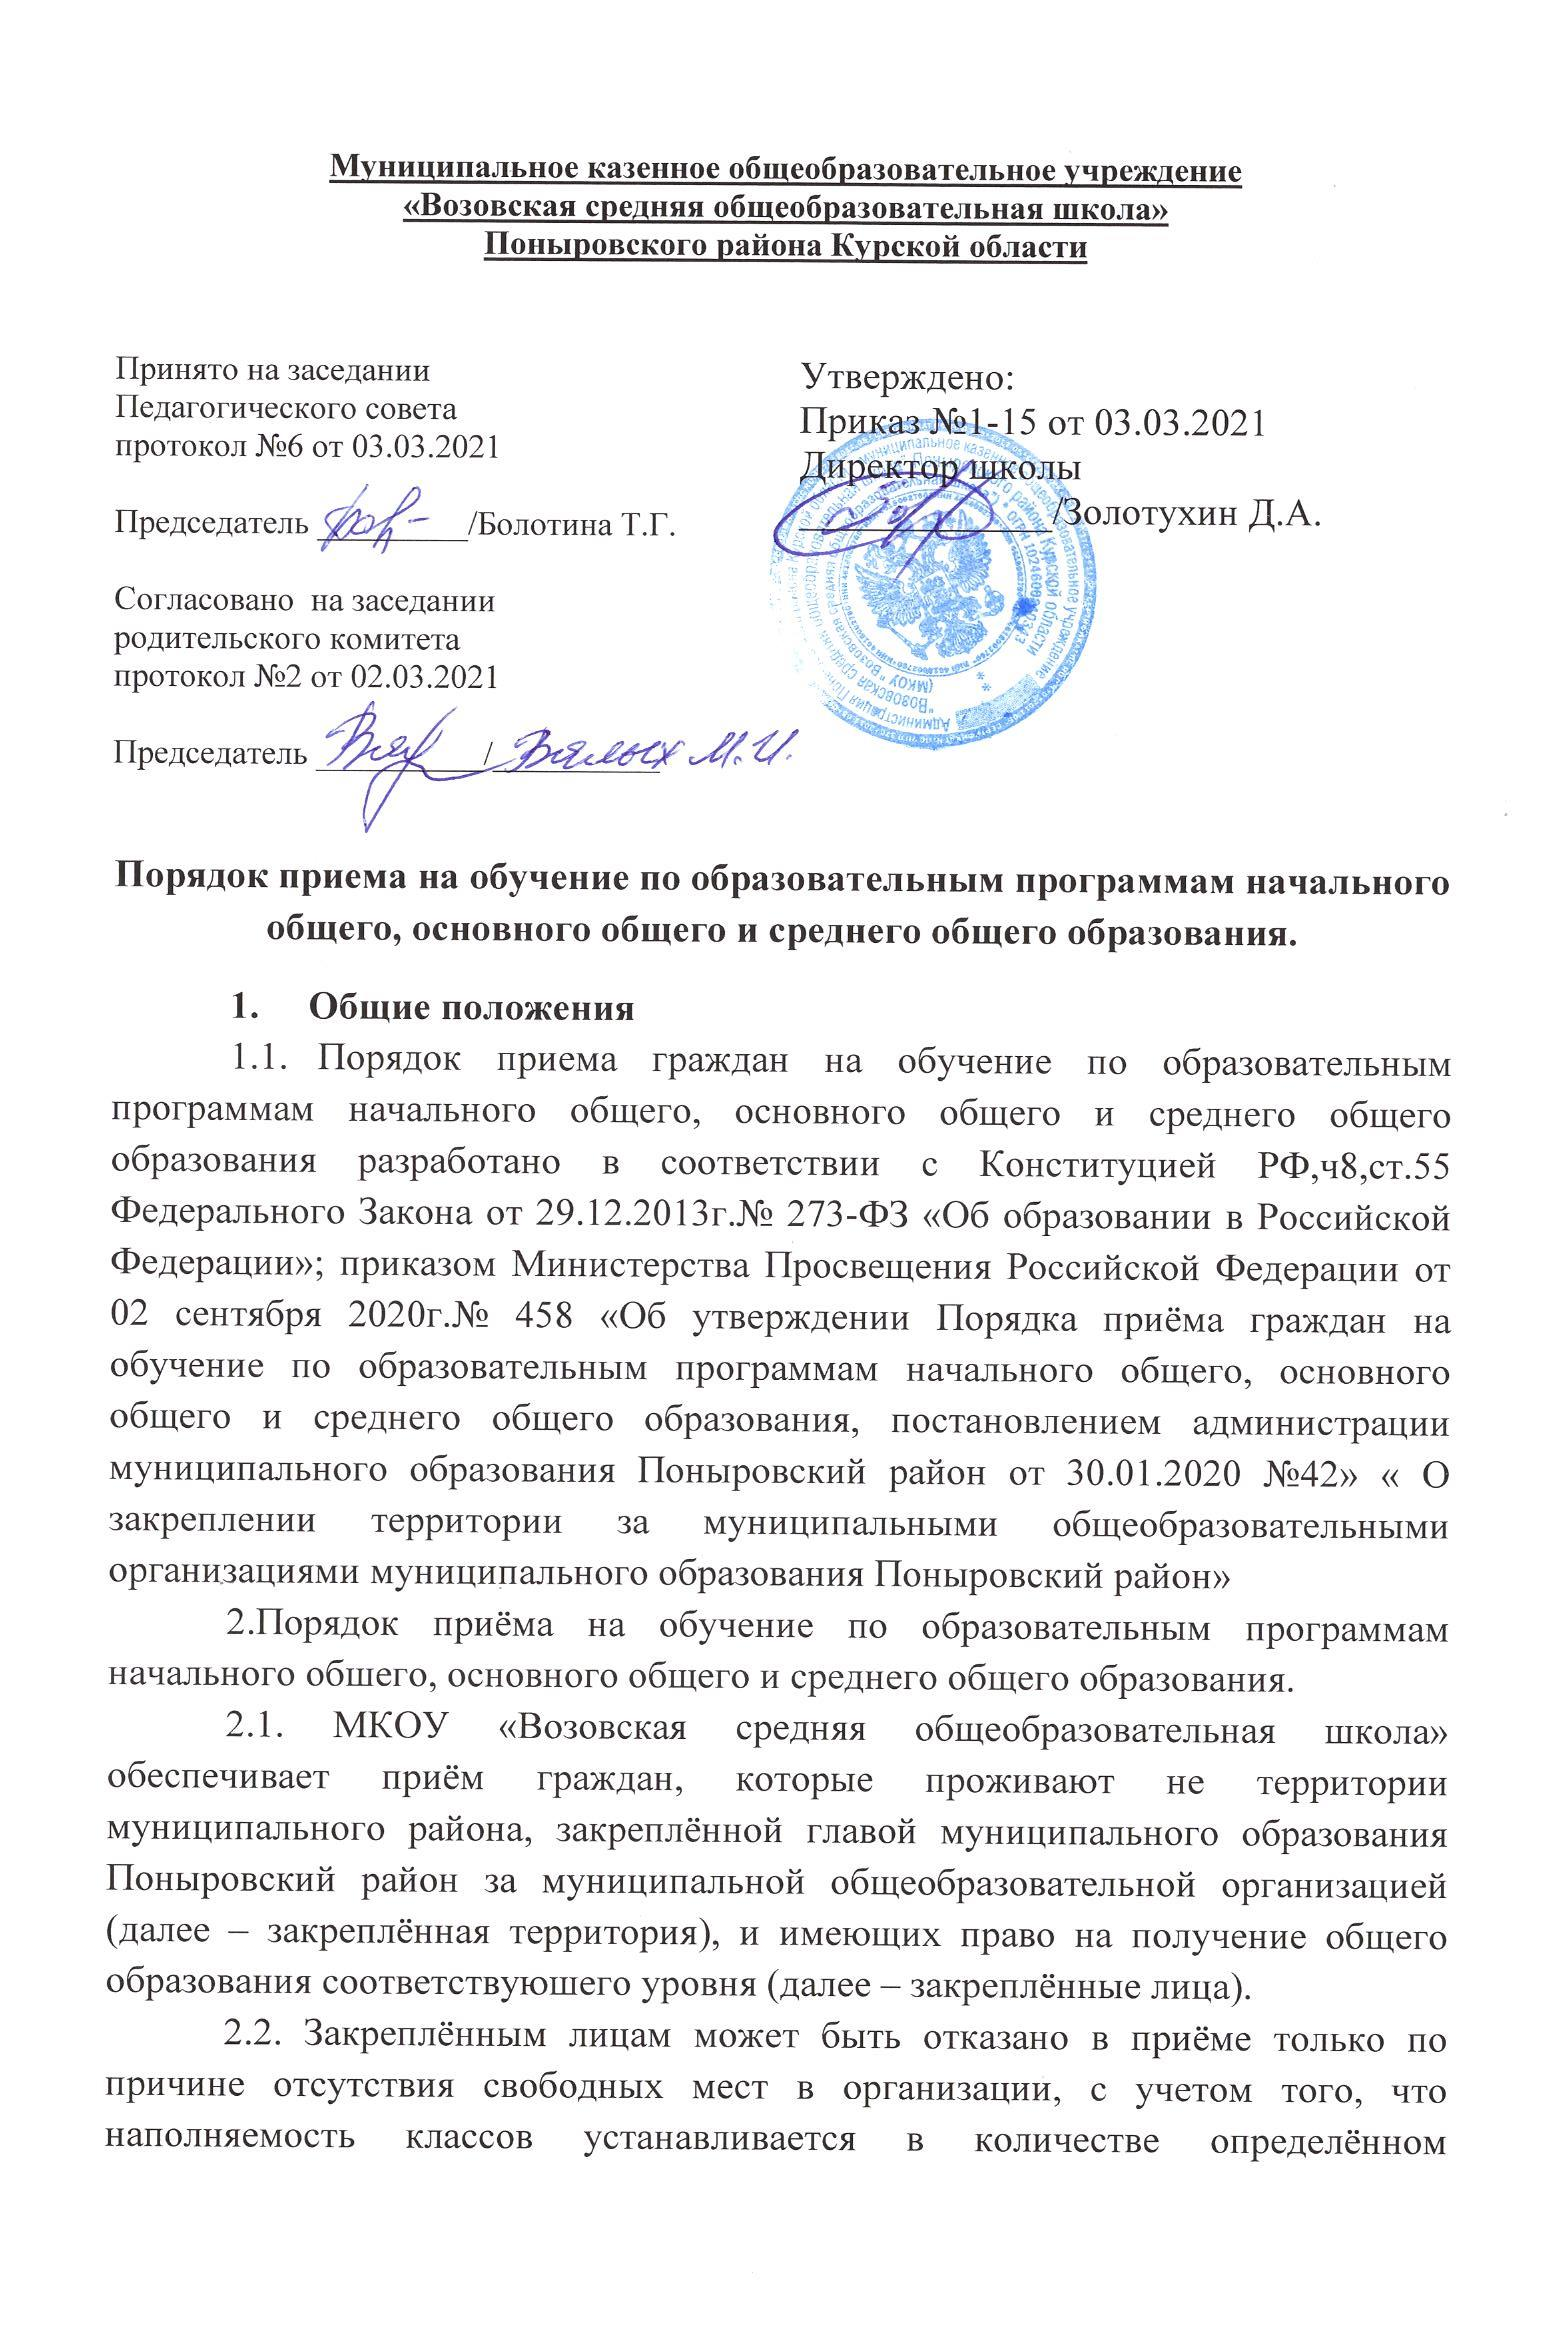 Муниципальное казенное общеобразовательное учреждение
«Возовская средняя общеобразовательная школа»
Поныровского района Курской области
Принято на заседании
Педагогического совета
протокол №6 от 03.03.2021
Председатель /Болотина Т.Г.
Согласовано на заседании
родительского комитета
протокол №2 от 02.03.2021
Председатель / Вялых М.И.
Утверждено:
Приказ №1-15 от 03.03.2021
Директор школы
/Золотухин Д.А.
Порядок приема на обучение по образовательным программам начального
общего, основного общего и среднего общего образования.
1. Общие положения
1.1. Порядок приема граждан на обучение по образовательным
программам начального общего, основного общего и среднего общего
образования разработано в соответствии с Конституцией РФ,ч8,ст.55
Федерального Закона от 29.12.2013г.№ 273-ФЗ «Об образовании в Российской
Федерации»; приказом Министерства Просвещения Российской Федерации от
02 сентября 2020г.№ 458 «Об утверждении Порядка приёма граждан на
обучение по образовательным программам начального общего, основного
общего и среднего общего образования, постановлением администрации
муниципального образования Поныровский район от 30.01.2020 №42» « О
закреплении территории за муниципальными общеобразовательными
организациями муниципального образования Поныровский район»
2.Порядок приёма на обучение по образовательным программам
начального обшего, основного общего и среднего общего образования.
2.1. МКОУ «Возовская средняя общеобразовательная школа»
обеспечивает приём граждан, которые проживают не территории
муниципального района, закреплённой главой муниципального образования
Поныровский район за муниципальной общеобразовательной организацией
(далее – закреплённая территория), и имеющих право на получение общего
образования соответствуюшего уровня (далее – закреплённые лица).
2.2. Закреплённым лицам может быть отказано в приёме только по
причине отсутствия свободных мест в организации, с учетом того, что
наполняемость классов устанавливается в количестве определённом